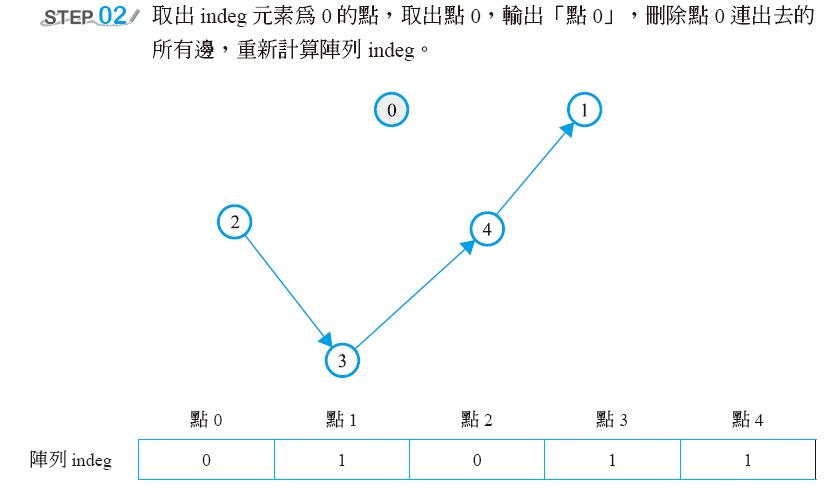 STEP 02 取出 indeg 元素為 0 的點，取出點 0，輸出「點 0」，刪除點 0 連出去的
所有邊，重新計算陣列 indeg。
0
1
2
4
3
點 0 點 1 點 2 點 3 點 4
陣列 indeg 0 1 0 1 1